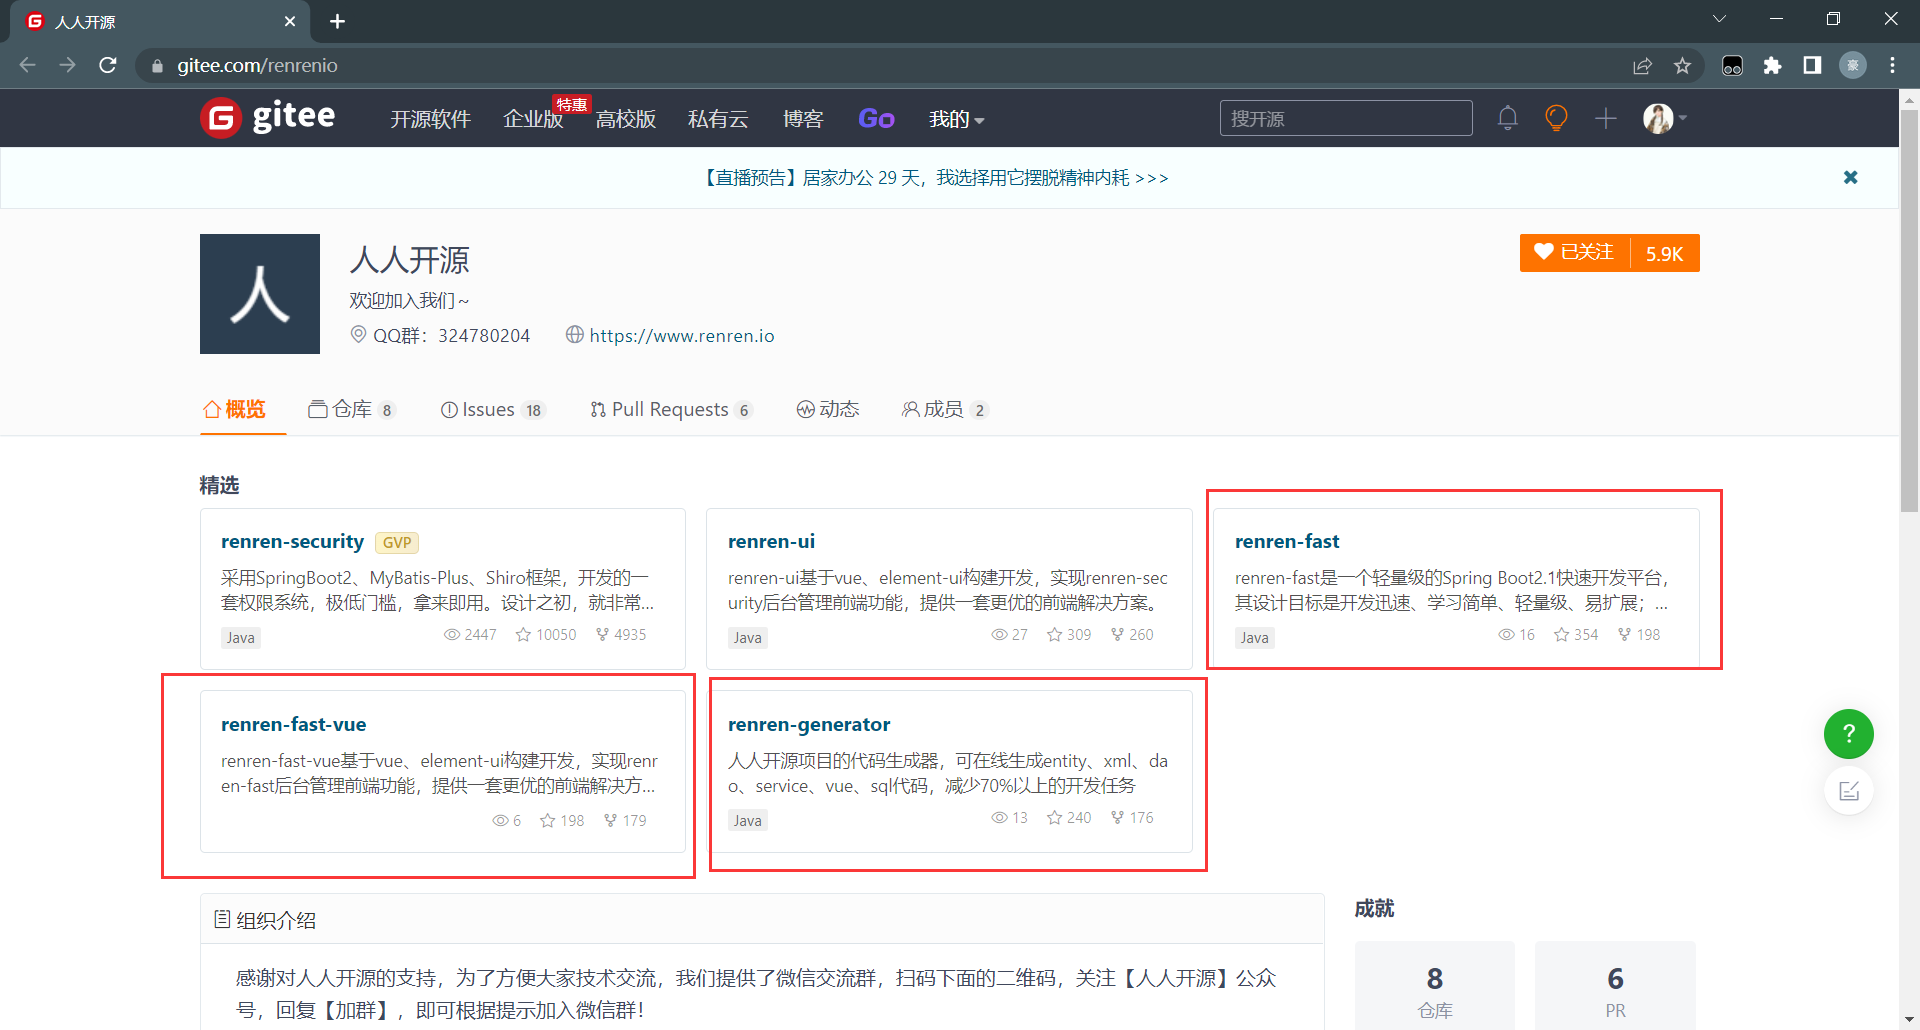 人人开源
gitee.com/renrenio
豪
gitee
开源软件
企业版
特惠
高校版
私有云
博客
Go
我的
搜开源
【直播预告】居家办公 29 天，我选择用它摆脱精神内耗 >>>
人
人人开源
已关注
5.9K
欢迎加入我们～
QQ群：324780204
https://www.renren.io
概览
仓库 8
Issues 18
Pull Requests 6
动态
成员 2
精选
renren-security GVP
采用SpringBoot2、MyBatis-Plus、Shiro框架，开发的一
套权限系统，极低门槛，拿来即用。设计之初，就非常...
Java
2447
10050
4935
renren-ui
renren-ui基于vue、element-ui构建开发，实现renren-sec
urity后台管理前端功能，提供一套更优的前端解决方案。
Java
27
309
260
renren-fast
renren-fast是一个轻量级的Spring Boot2.1快速开发平台，
其设计目标是开发迅速、学习简单、轻量级、易扩展；...
Java
16
354
198
renren-fast-vue
renren-fast-vue基于vue、element-ui构建开发，实现renr
en-fast后台管理前端功能，提供一套更优的前端解决方...
6
198
179
renren-generator
人人开源项目的代码生成器，可在线生成entity、xml、da
o、service、vue、sql代码，减少70%以上的开发任务
Java
13
240
176
?
组织介绍
感谢对人人开源的支持，为了方便大家技术交流，我们提供了微信交流群，扫码下面的二维码，关注【人人开源】公众
号，回复【加群】，即可根据提示加入微信群！
成就
8
仓库
6
PR